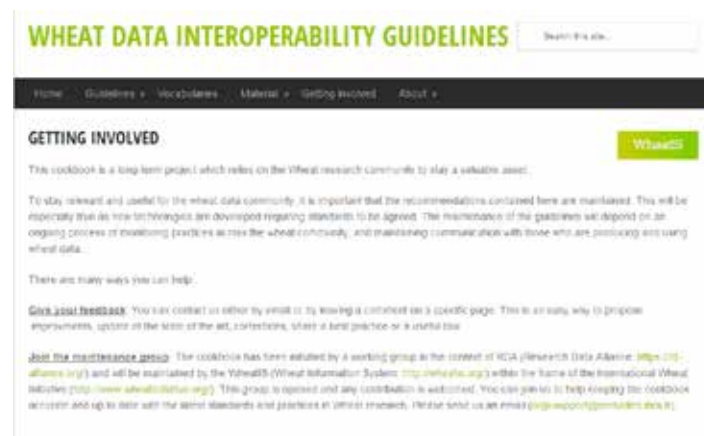 WHEAT DATA INTEROPERABILITY GUIDELINES
Search this site...
Home Guidelines Vocabularies Material Getting Involved About
GETTING INVOLVED
WheatIS
This cookbook is a long term project which relies on the Wheat research community to stay a valuable asset.
To stay relevant and useful for the wheat data community, it is important that the recommendations contained here are maintained. This will be
especially true as new technologies are developed requiring standards to be agreed. The maintenance of the guidelines will depend on an
ongoing process of monitoring practices across the wheat community, and maintaining communication with those who are producing and using
wheat data.
There are many ways you can help.
Give your feedback: You can contact us either by email or by leaving a comment on a specific page. This is an easy way to propose
improvements, update of the state of the art, corrections, share a best practice or a useful tool.
Join the maintenance group: The cookbook has been initiated by a working group in the context of RDA (Research Data Alliance: https://rd-
alliance.org/) and will be maintained by the WheatIS (Wheat Information System: http://wheatis.org/) within the frame of the International Wheat
Initiative (http://www.wheatinitiative.org/). This group is opened and any contribution is welcomed. You can join us to help keeping the cookbook
accurate and up to date with the latest standards and practices in Wheat research. Please send us an email